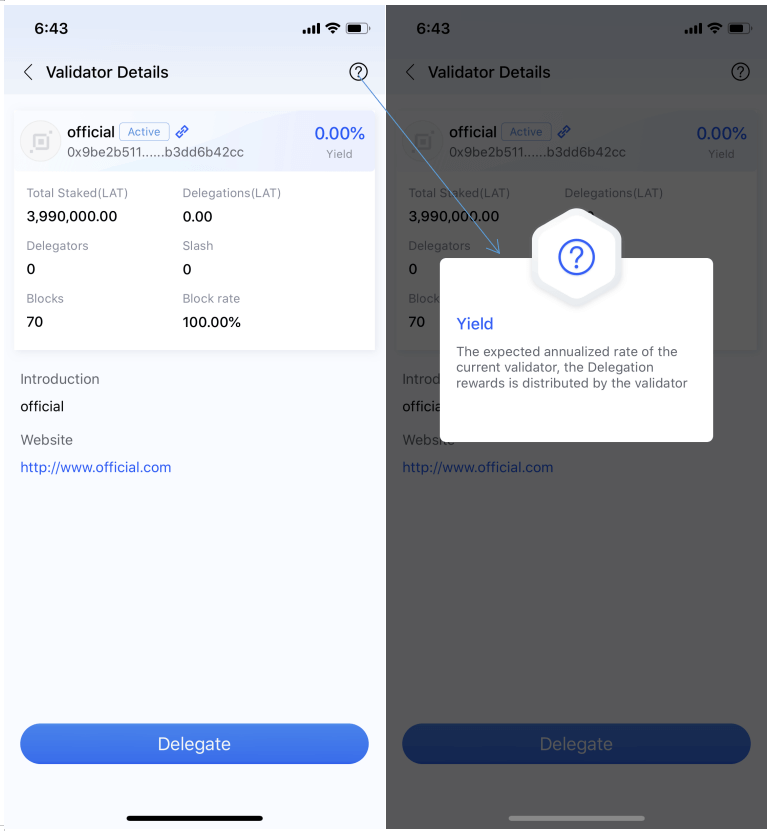 6:43
Validator Details
official Active
0x9be2b511......b3dd6b42cc
0.00%
Yield
Total Staked(LAT) Delegations(LAT)
3,990,000.00 0.00
Delegators Slash
0 0
Blocks Block rate
70 100.00%
Introduction
official
Website
http://www.official.com
Delegate
6:43
Validator Details
official Active
0x9be2b511......b3dd6b42cc
0.00%
Yield
Total Staked(LAT) Delegations(LAT)
3,990,000.00
Delegators
0
Block
70
Yield
The expected annualized rate of the
current validator, the Delegation
rewards is distributed by the validator
Introd
officia
Website
http://www.official.com
Delegate